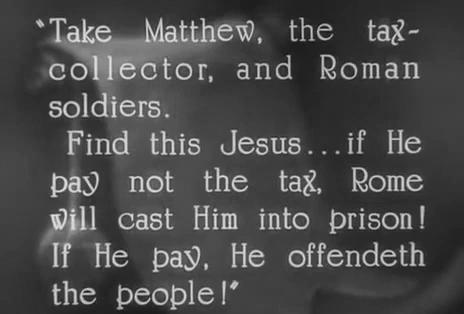 “Take Matthew, the tax-
collector, and Roman
soldiers.
Find this Jesus...if He
pay not the tax, Rome
will cast Him into prison!
If He pay, He offendeth
the people!”